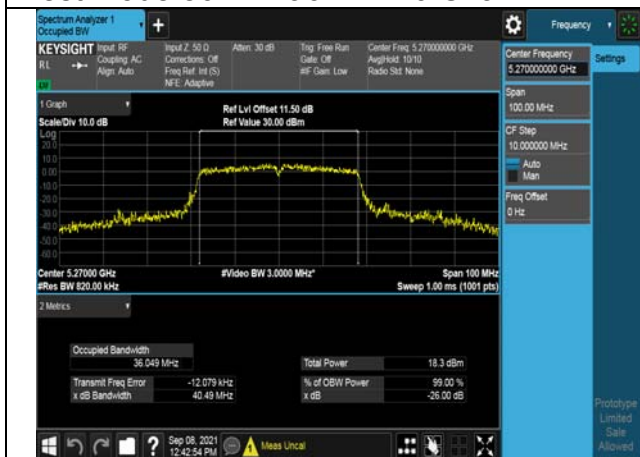 Spectrum Analyzer 1
Occupied BW
Frequency
KEYSIGHT
Input: RF
Coupling: AC
Align: Auto
Input Z: 50 Ω
Corrections: Off
Freq Ref: Int (S)
NFE: Adaptive
Atten: 30 dB
Trig: Free Run
Gate: Off
#IF Gain: Low
Center Freq: 5.270000000 GHz
Avg|Hold: 10/10
Radio Std: None
RL
Center Frequency
5.270000000 GHz
Settings
Span
100.00 MHz
CF Step
10.000000 MHz
Auto
Man
Freq Offset
0 Hz
1 Graph
Scale/Div 10.0 dB
Ref Lvl Offset 11.50 dB
Ref Value 30.00 dBm
Log
20.0
10.0
0.00
-10.0
-20.0
-30.0
-40.0
-50.0
-60.0
Center 5.27000 GHz
#Video BW 3.0000 MHz*
Span 100 MHz
#Res BW 820.00 kHz
Sweep 1.00 ms (1001 pts)
2 Metrics
Occupied Bandwidth
36.049 MHz
Total Power
18.3 dBm
Transmit Freq Error
-12.079 kHz
% of OBW Power
99.00 %
x dB Bandwidth
40.49 MHz
x dB
-26.00 dB
Prototype
Limited
Sale
Allowed
Sep 08, 2021
12:42:54 PM
Meas Uncal